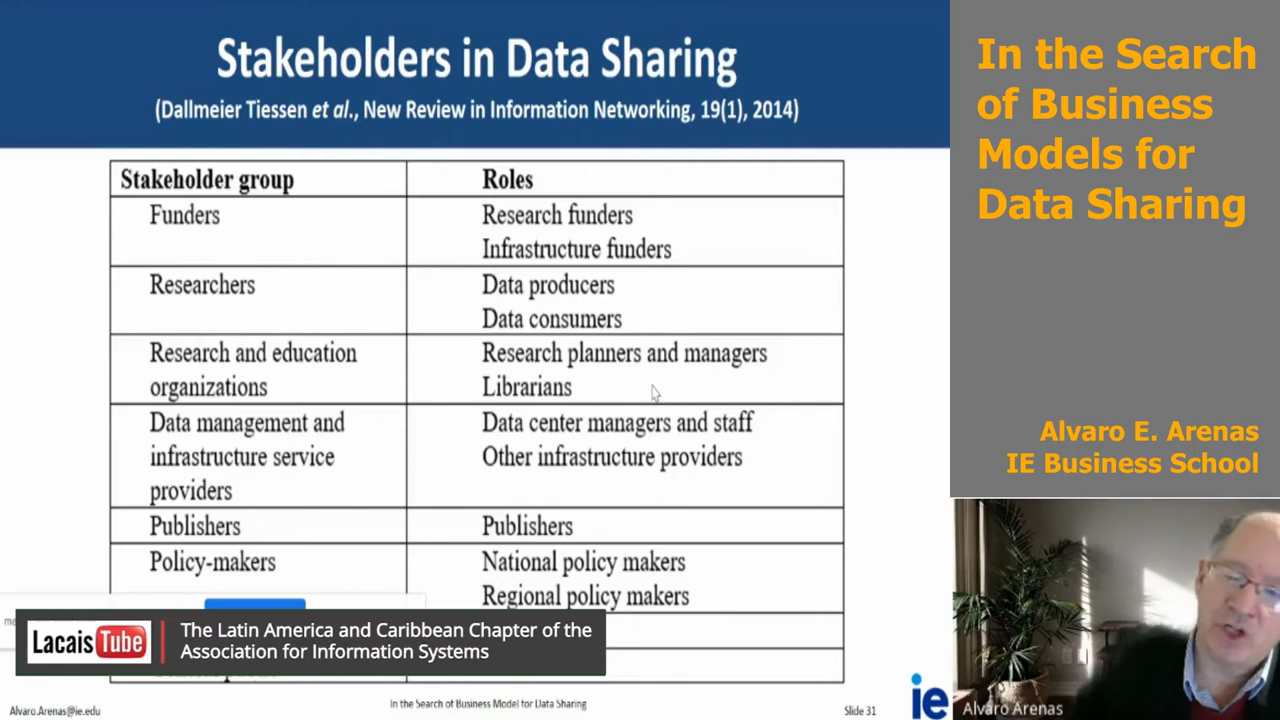 Stakeholders in Data Sharing
(Dallmeier Tiessen et al., New Review in Information Networking, 19(1), 2014)
Stakeholder group Roles
Funders Research funders
Infrastructure funders
Researchers Data producers
Data consumers
Research and education Research planners and managers
organizations Librarians
Data management and Data center managers and staff
infrastructure service Other infrastructure providers
providers
Publishers Publishers
Policy-makers National policy makers
Regional policy makers
LacaisTube
The Latin America and Caribbean Chapter of the
Association for Information Systems
Alvaro.Arenas@ie.edu
In the Search of Business Model for Data Sharing
Slide 31
ie
In the Search
of Business
Models for
Data Sharing
Alvaro E. Arenas
IE Business School
Alvaro Arenas